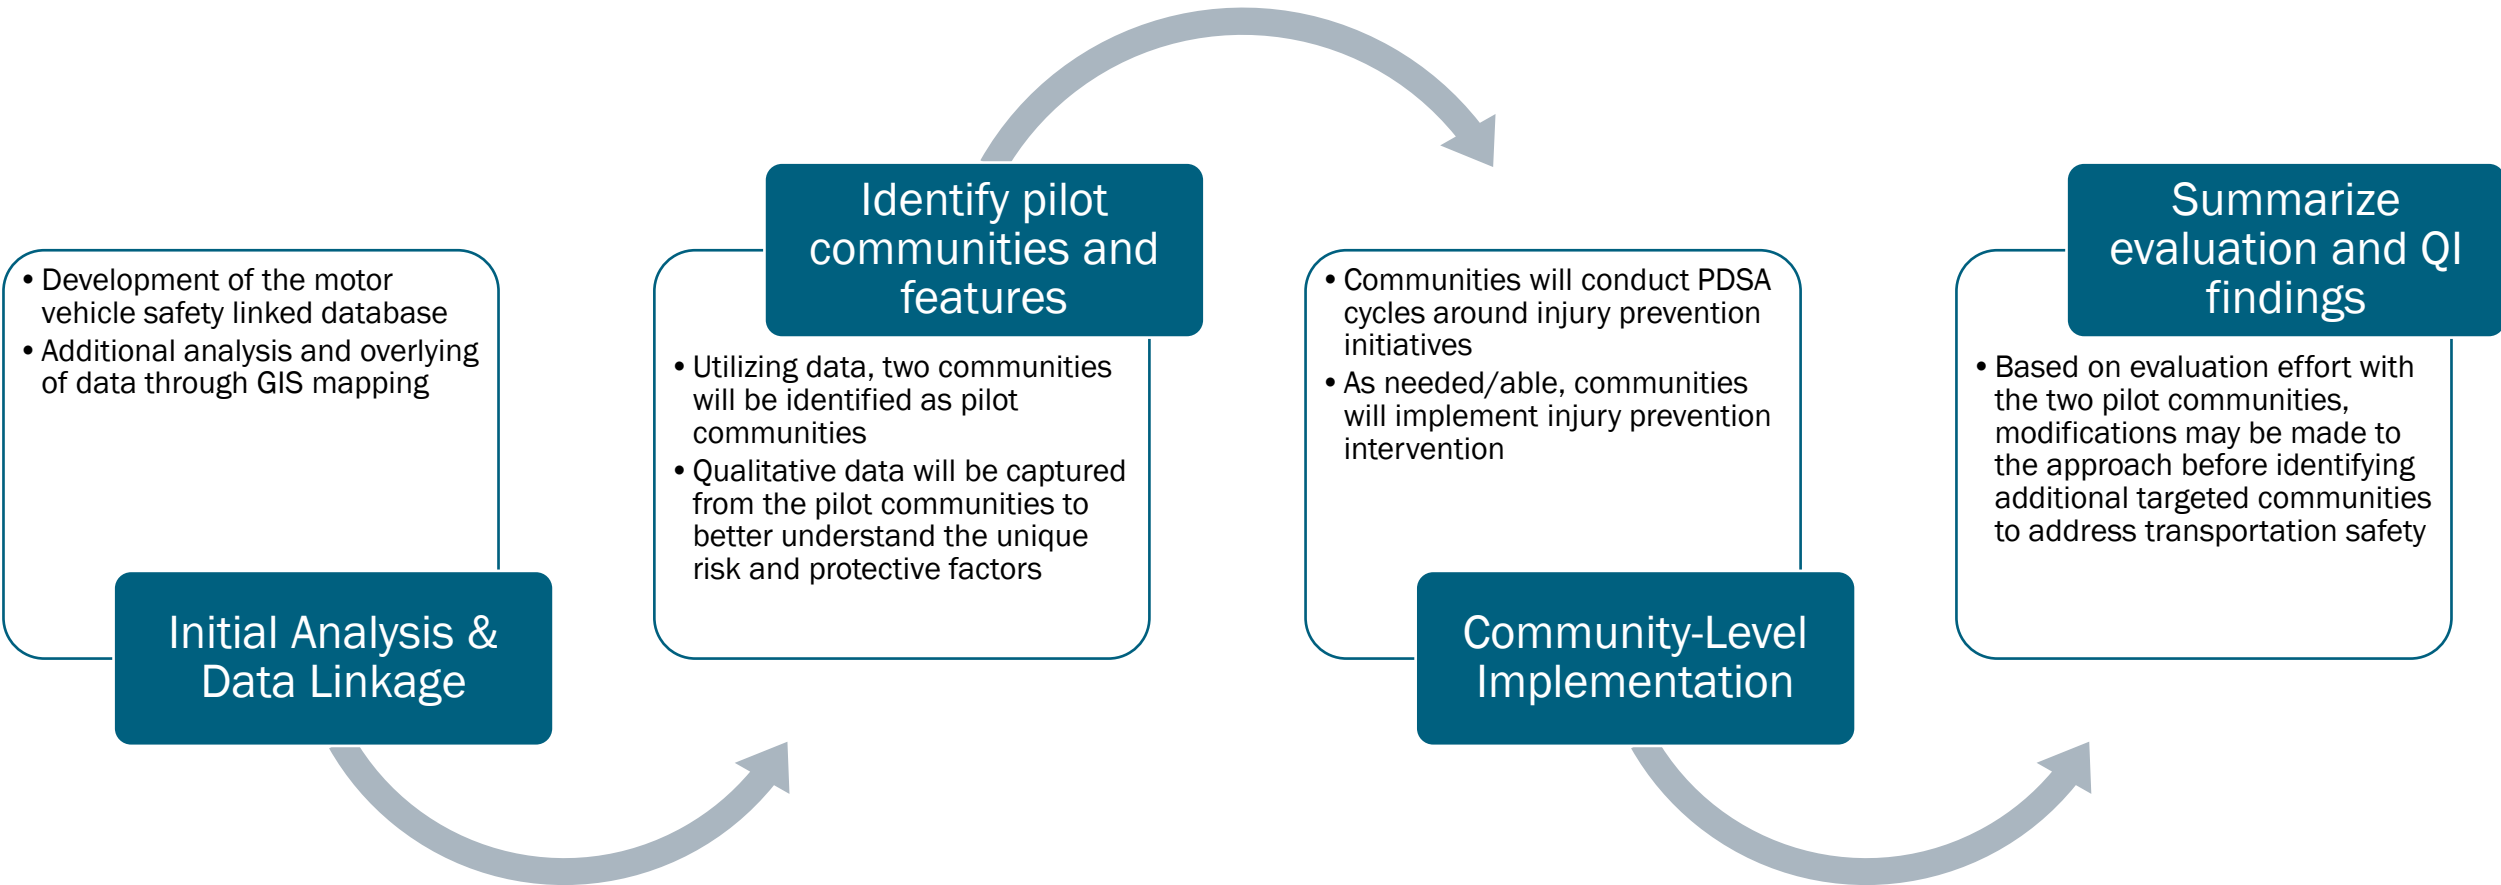 • Development of the motor
vehicle safety linked database
• Additional analysis and overlying
of data through GIS mapping
Initial Analysis &
Data Linkage
Identify pilot
communities and
features
• Utilizing data, two communities
will be identified as pilot
communities
• Qualitative data will be captured
from the pilot communities to
better understand the unique
risk and protective factors
• Communities will conduct PDSA
cycles around injury prevention
initiatives
• As needed/able, communities
will implement injury prevention
intervention
Community-Level
Implementation
Summarize
evaluation and QI
findings
• Based on evaluation effort with
the two pilot communities,
modifications may be made to
the approach before identifying
additional targeted communities
to address transportation safety